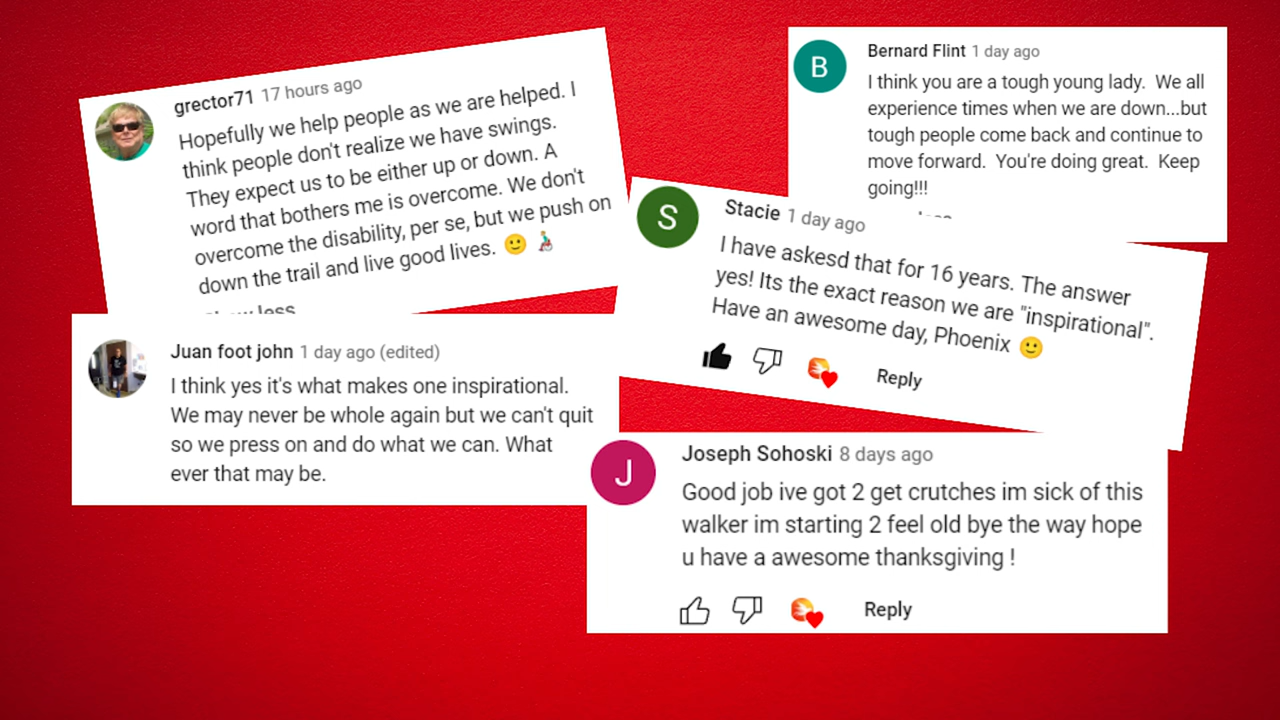 grector71 17 hours ago
Hopefully we help people as we are helped. I
think people don't realize we have swings.
They expect us to be either up or down. A
word that bothers me is overcome. We don't
overcome the disability, per se, but we push on
down the trail and live good lives. 🙂 👨‍🦽
Show less
B
Bernard Flint 1 day ago
I think you are a tough young lady. We all
experience times when we are down...but
tough people come back and continue to
move forward. You're doing great. Keep
going!!!
less
S
Stacie 1 day ago
I have askesd that for 16 years. The answer
yes! Its the exact reason we are "inspirational".
Have an awesome day, Phoenix 🙂
Reply
Juan foot john 1 day ago (edited)
I think yes it's what makes one inspirational.
We may never be whole again but we can't quit
so we press on and do what we can. What
ever that may be.
J
Joseph Sohoski 8 days ago
Good job ive got 2 get crutches im sick of this
walker im starting 2 feel old bye the way hope
u have a awesome thanksgiving !
Reply